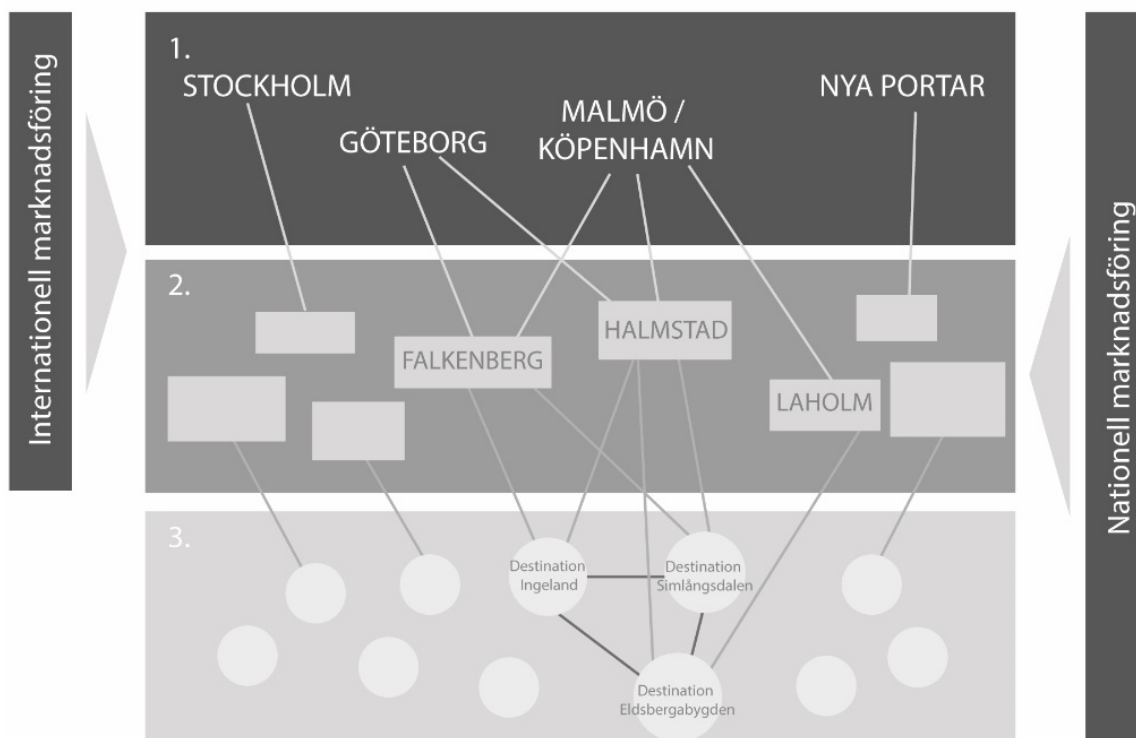 Internationell marknadsföring
1.
STOCKHOLM
GÖTEBORG
MALMÖ /
KÖPENHAMN
NYA PORTAR
2.
FALKENBERG
HALMSTAD
LAHOLM
3.
Destination
Ingeland
Destination
Simlångsdalen
Destination
Eldsbergabygden
Nationell marknadsföring